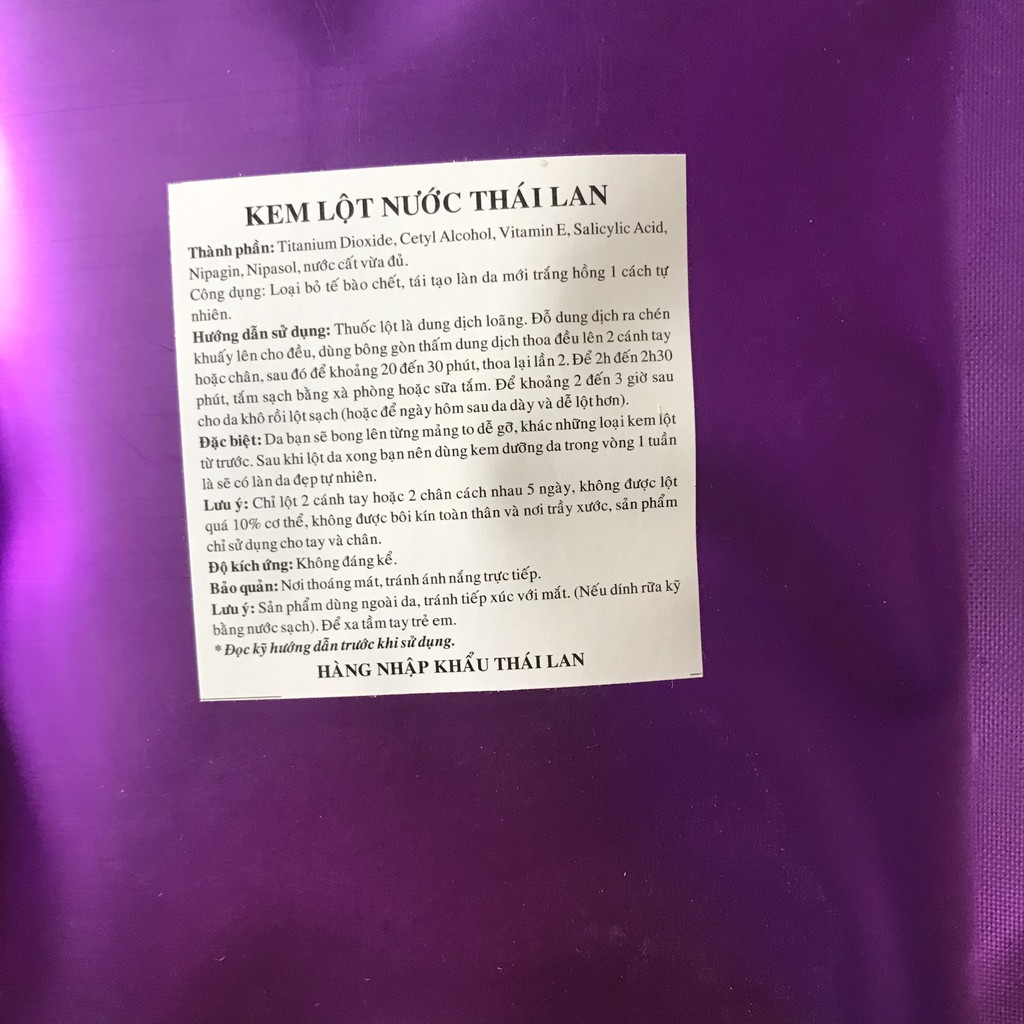 KEM LỘT NƯỚC THÁI LAN
Thành phần: Titanium Dioxide, Cetyl Alcohol, Vitamin E, Salicylic Acid,
Nipagin, Nipasol, nước cất vừa đủ.
Công dụng: Loại bỏ tế bào chết, tái tạo làn da mới trắng hồng 1 cách tự
nhiên.
Hướng dẫn sử dụng: Thuốc lột là dung dịch loãng. Đỗ dung dịch ra chén
khuấy lên cho đều, dùng bông gòn thấm dung dịch thoa đều lên 2 cánh tay
hoặc chân, sau đó để khoảng 20 đến 30 phút, thoa lại lần 2. Để 2h đến 2h30
phút, tắm sạch bằng xà phòng hoặc sữa tắm. Để khoảng 2 đến 3 giờ sau
cho da khô rồi lột sạch (hoặc để ngày hôm sau da dày và dễ lột hơn).
Đặc biệt: Da bạn sẽ bong lên từng mảng to dễ gỡ, khác những loại kem lột
từ trước. Sau khi lột da xong bạn nên dùng kem dưỡng da trong vòng 1 tuần
là sẽ có làn da đẹp tự nhiên.
Lưu ý: Chỉ lột 2 cánh tay hoặc 2 chân cách nhau 5 ngày, không được lột
quá 10% cơ thể, không được bôi kín toàn thân và nơi trầy xước, sản phẩm
chỉ sử dụng cho tay và chân.
Độ kích ứng: Không đáng kể.
Bảo quản: Nơi thoáng mát, tránh ánh nắng trực tiếp.
Lưu ý: Sản phẩm dùng ngoài da, tránh tiếp xúc với mắt. (Nếu dính rữa kỹ
bằng nước sạch). Để xa tầm tay trẻ em.
* Đọc kỹ hướng dẫn trước khi sử dụng.
HÀNG NHẬP KHẨU THÁI LAN